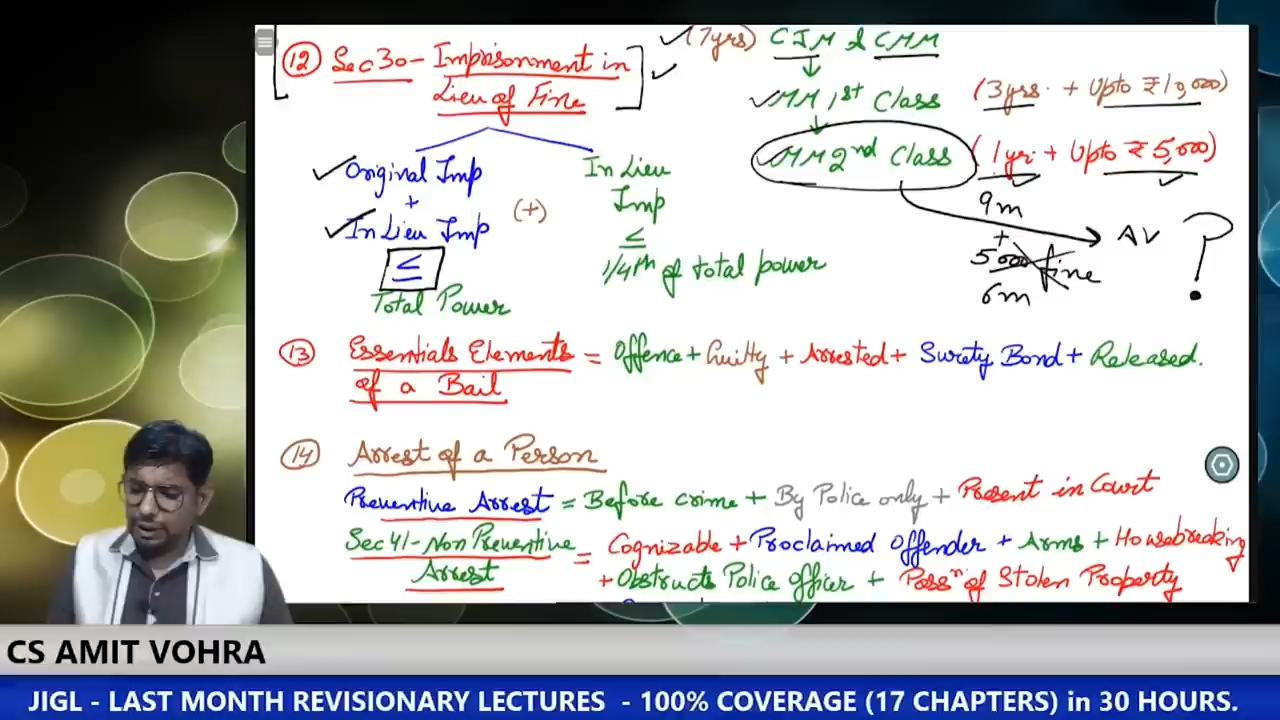 (7yrs) CJM & CMM
⑫ Sec 30 - Imprisonment in
Lieu of Fine
MM 1st Class (3yrs. + Upto ₹10,000)
MM 2nd Class (1yr + Upto ₹5,000)
Original Imp
+
In Lieu Imp
≤
Total Power
(+)
In Lieu
Imp
≤
1/4th of total power
9m
+
5000 fine
6m
AV ?
⑬ Essentials Elements = Offence + Guilty + Arrested + Surety Bond + Released.
of a Bail
⑭ Arrest of a Person
Preventive Arrest = Before crime + By Police only + Present in Court
Sec 41 - Non Preventive = Cognizable + Proclaimed Offender + Arms + Housebreaking
Arrest + Obstructs Police officer + Possn of Stolen Property
CS AMIT VOHRA
JIGL - LAST MONTH REVISIONARY LECTURES - 100% COVERAGE (17 CHAPTERS) in 30 HOURS.